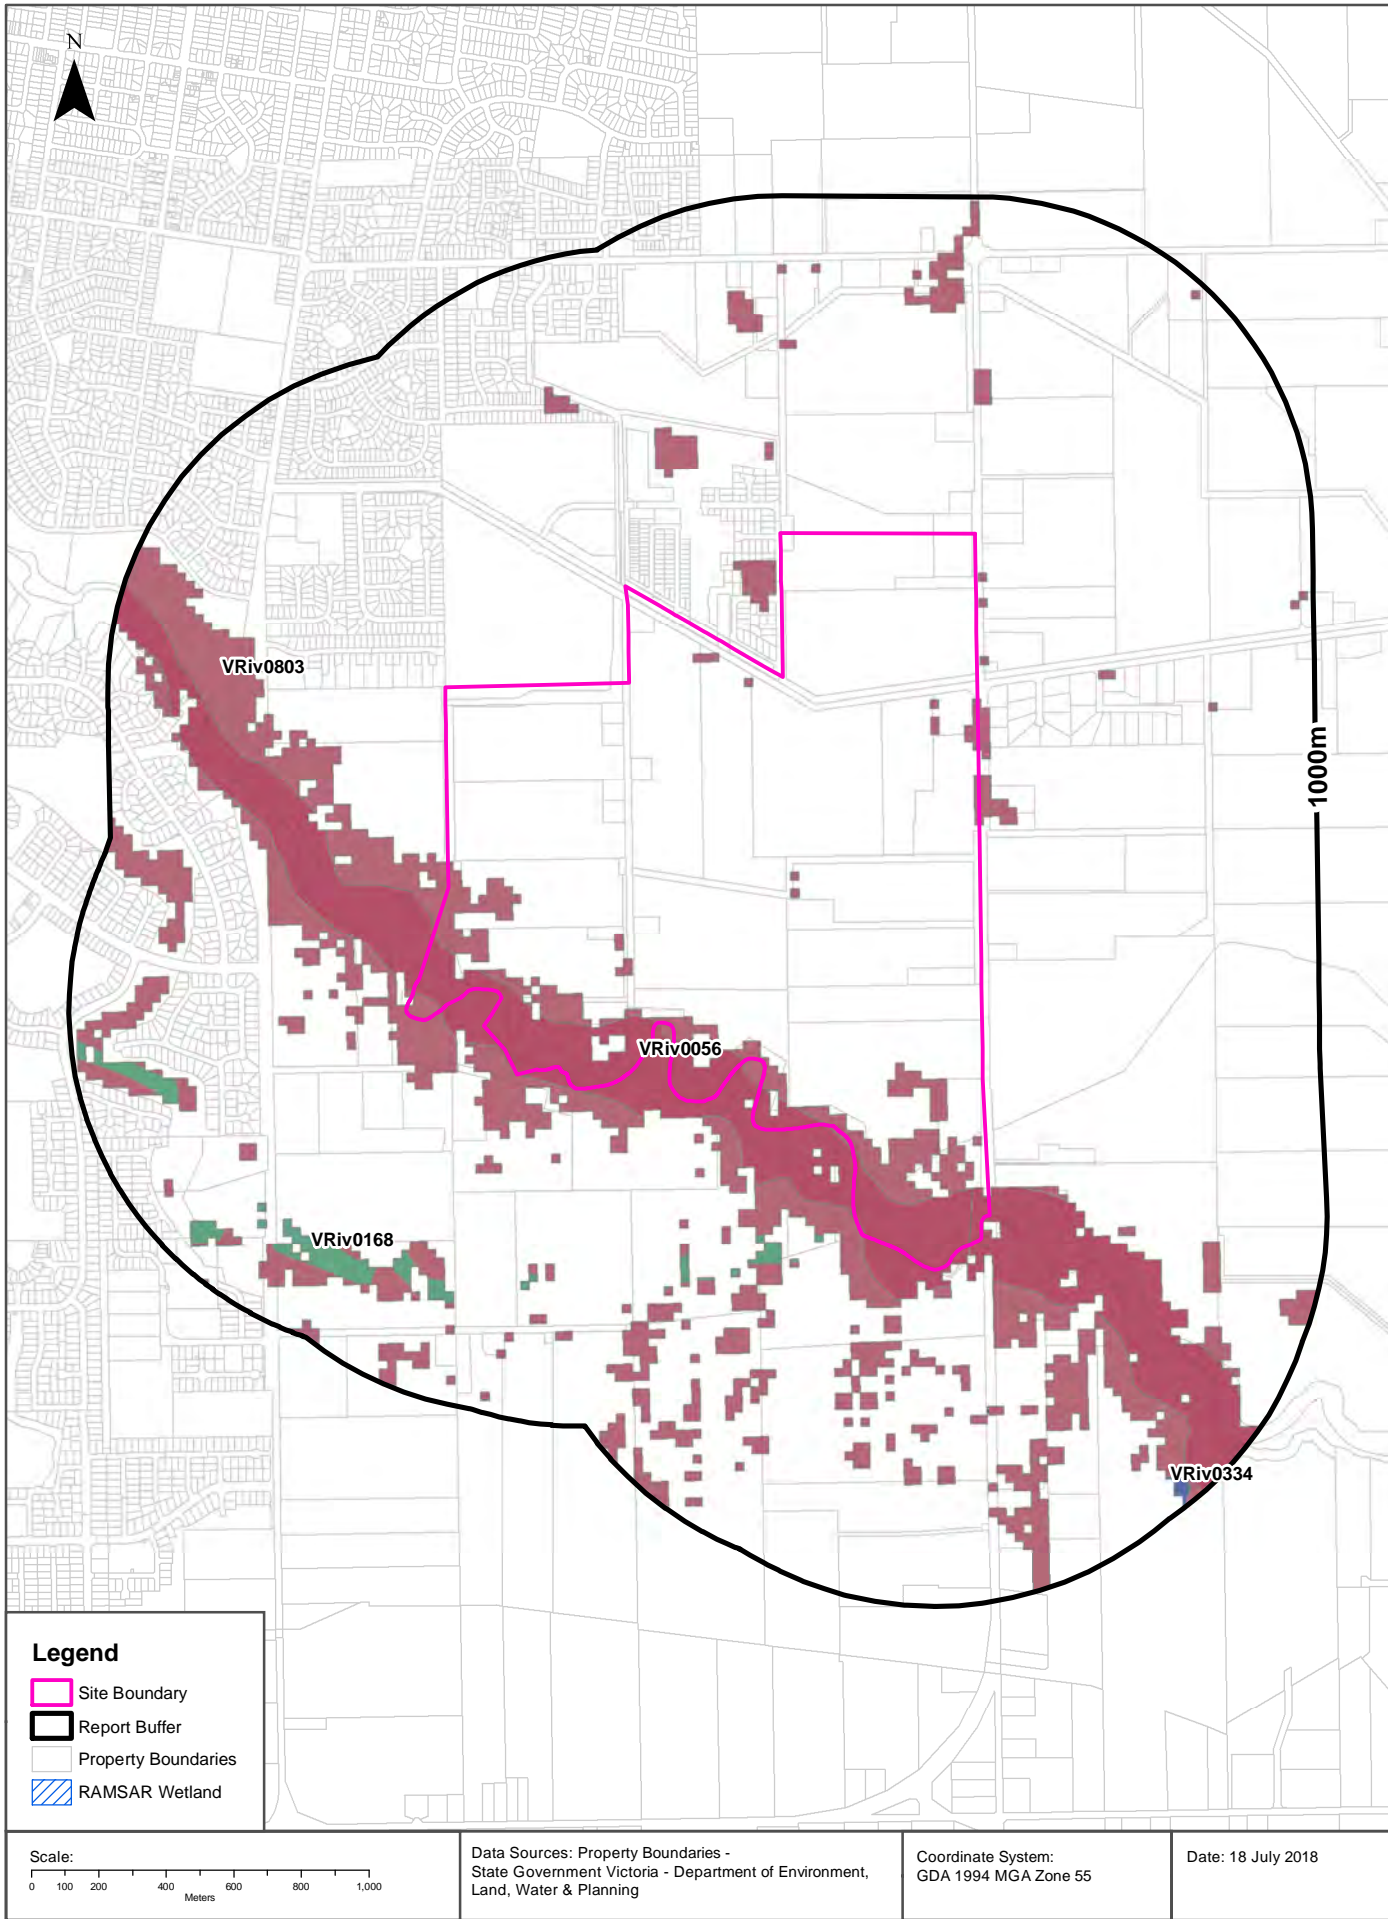 N
VRiv0803
1000m
VRiv0056
VRiv0168
VRiv0334
Legend
Site Boundary
Report Buffer
Property Boundaries
RAMSAR Wetland
Scale:
0 100 200 400 600 800 1,000
Meters
Data Sources: Property Boundaries -
State Government Victoria - Department of Environment,
Land, Water & Planning
Coordinate System:
GDA 1994 MGA Zone 55
Date: 18 July 2018